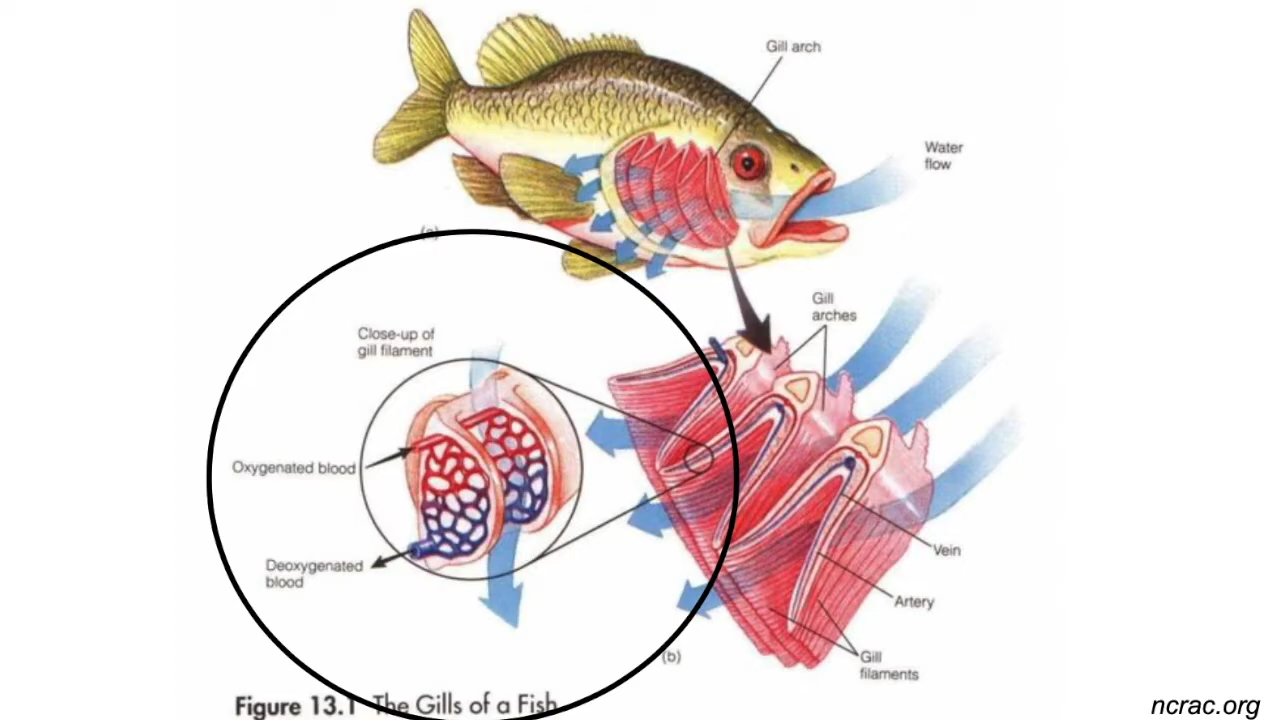 Gill arch
Water
flow
(a)
Gill
arches
Close-up of
gill filament
Oxygenated blood
Deoxygenated
blood
Vein
Artery
Gill
filaments
(b)
Figure 13.1 The Gills of a Fish
ncrac.org